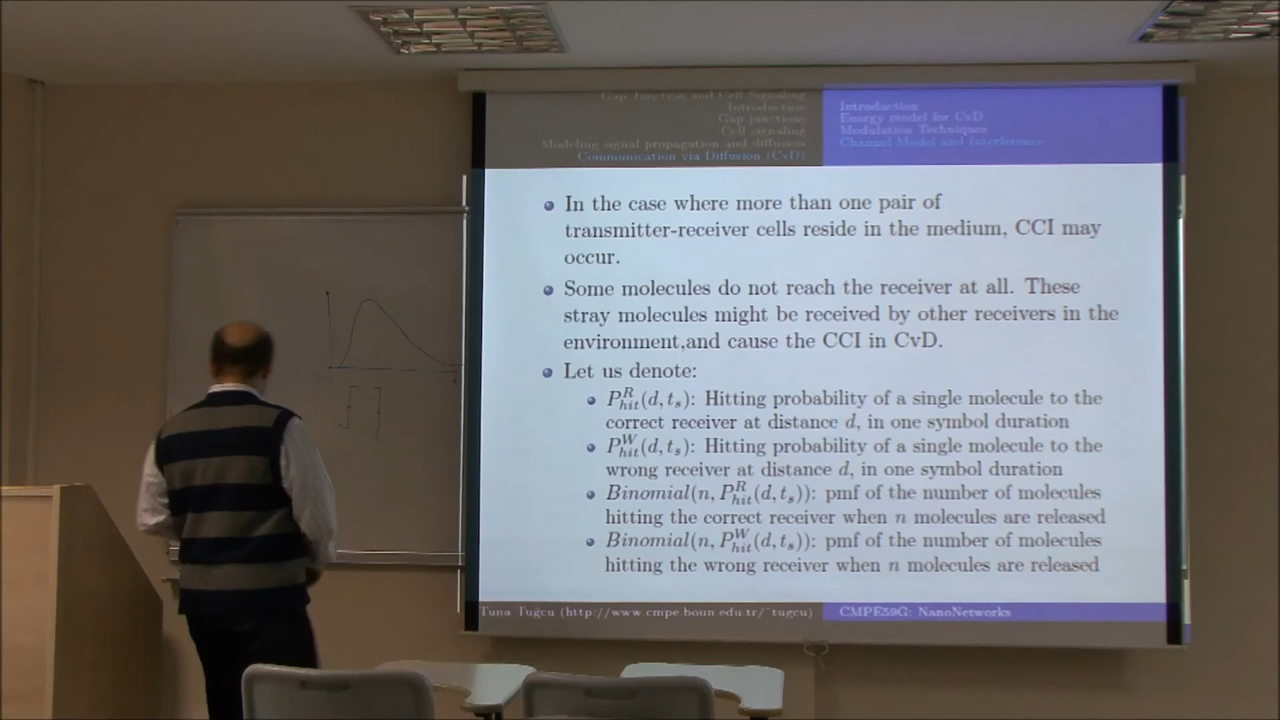 Gap Junction and Cell Signaling
Introduction
Gap junctions
Cell signaling
Modeling signal propagation and diffusion
Communication via Diffusion (CvD)
Introduction
Energy model for CvD
Modulation Techniques
Channel Model and Interference
In the case where more than one pair of
transmitter-receiver cells reside in the medium, CCI may
occur.
Some molecules do not reach the receiver at all. These
stray molecules might be received by other receivers in the
environment,and cause the CCI in CvD.
Let us denote:
P^R_hit(d, t_s): Hitting probability of a single molecule to the
correct receiver at distance d, in one symbol duration
P^W_hit(d, t_s): Hitting probability of a single molecule to the
wrong receiver at distance d, in one symbol duration
Binomial(n, P^R_hit(d, t_s)): pmf of the number of molecules
hitting the correct receiver when n molecules are released
Binomial(n, P^W_hit(d, t_s)): pmf of the number of molecules
hitting the wrong receiver when n molecules are released
Tuna Tuğcu (http://www.cmpe.boun.edu.tr/~tugcu)
CMPE59G: NanoNetworks